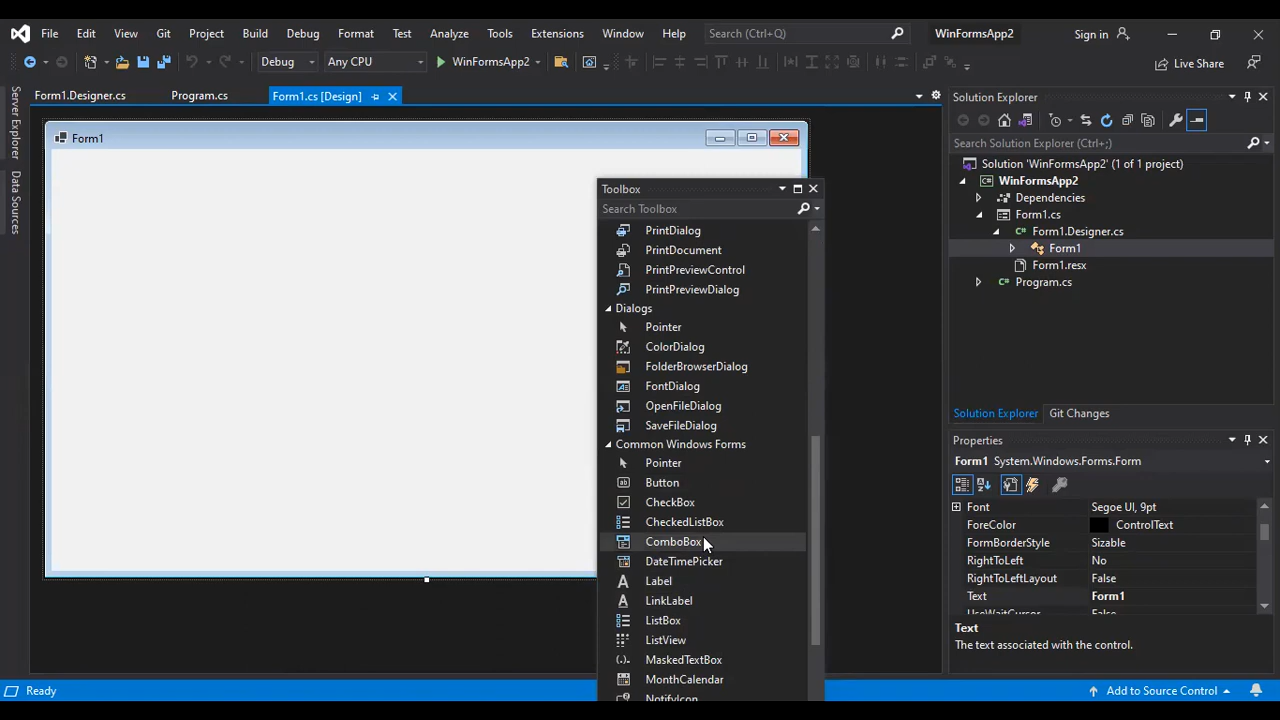 File Edit View Git Project Build Debug Format Test Analyze Tools Extensions Window Help Search (Ctrl+Q) WinFormsApp2 Sign in
Debug Any CPU WinFormsApp2 Live Share
Server Explorer
Data Sources
Form1.Designer.cs Program.cs Form1.cs [Design]
Form1
Toolbox
Search Toolbox
PrintDialog
PrintDocument
PrintPreviewControl
PrintPreviewDialog
Dialogs
Pointer
ColorDialog
FolderBrowserDialog
FontDialog
OpenFileDialog
SaveFileDialog
Common Windows Forms
Pointer
Button
CheckBox
CheckedListBox
ComboBox
DateTimePicker
Label
LinkLabel
ListBox
ListView
MaskedTextBox
MonthCalendar
NotifyIcon
Solution Explorer
Search Solution Explorer (Ctrl+;)
Solution 'WinFormsApp2' (1 of 1 project)
WinFormsApp2
Dependencies
Form1.cs
Form1.Designer.cs
Form1
Form1.resx
Program.cs
Solution Explorer Git Changes
Properties
Form1 System.Windows.Forms.Form
Font Segoe UI, 9pt
ForeColor ControlText
FormBorderStyle Sizable
RightToLeft No
RightToLeftLayout False
Text Form1
UseWaitCursor False
Text
The text associated with the control.
Ready Add to Source Control